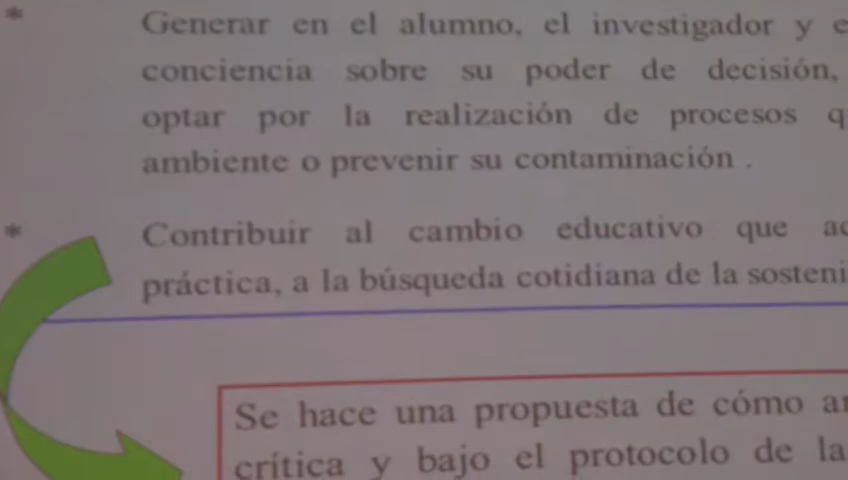 * Generar en el alumno, el investigador y
conciencia sobre su poder de decisión,
optar por la realización de procesos
ambiente o prevenir su contaminación .
* Contribuir al cambio educativo que
práctica, a la búsqueda cotidiana de la
Se hace una propuesta de cómo
crítica y bajo el protocolo de la